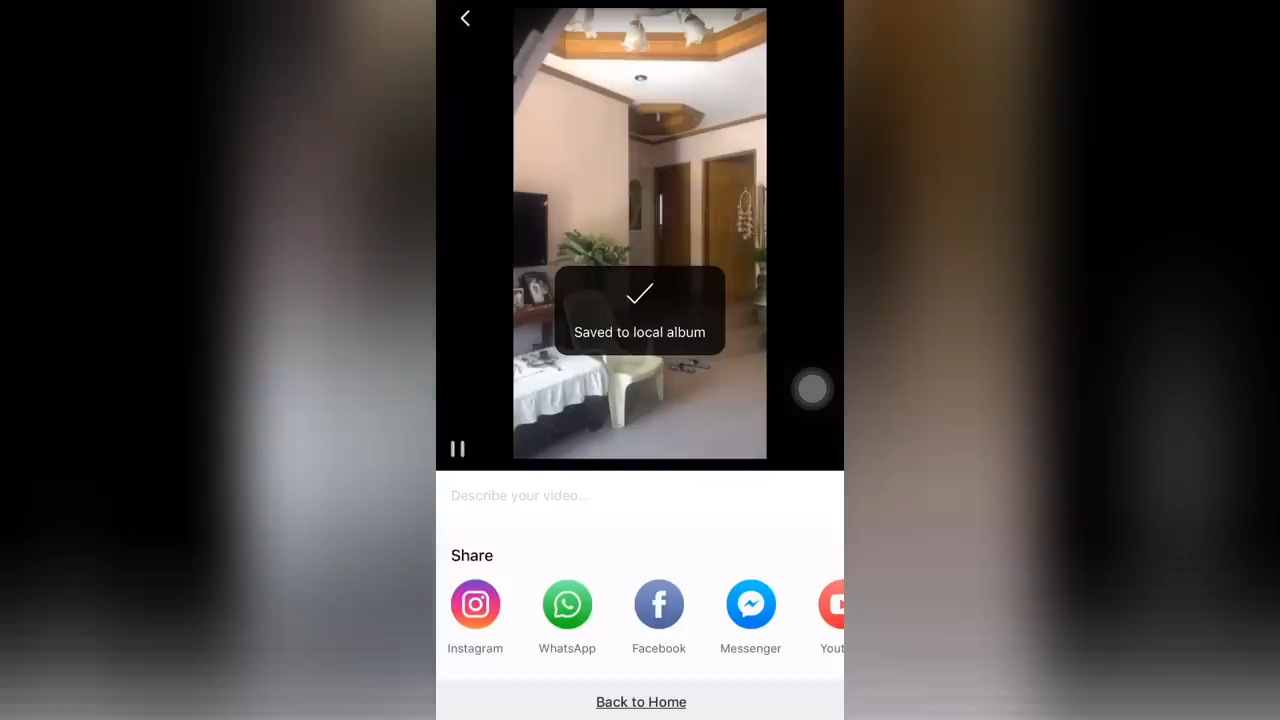 Saved to local album
Describe your video...
Share
Instagram
WhatsApp
Facebook
Messenger
Back to Home